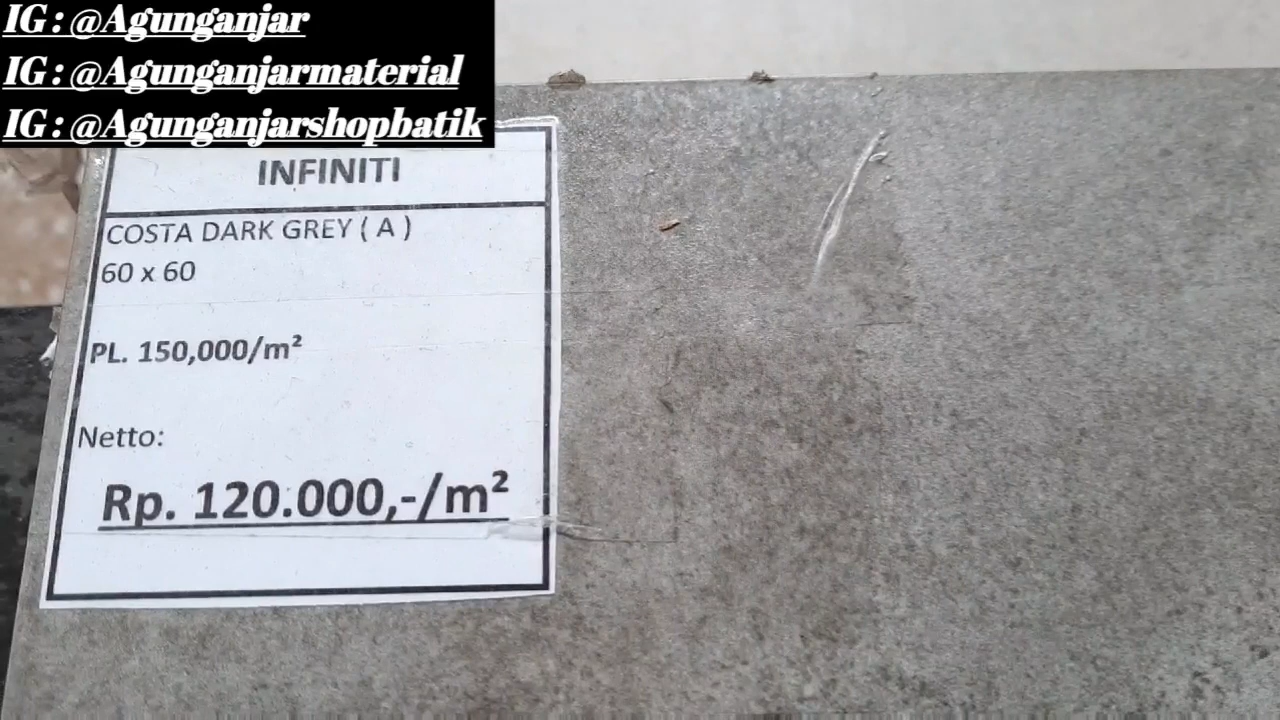 IG : @Agunganjar
IG : @Agunganjarmaterial
IG : @Agunganjarshopbatik
INFINITI
COSTA DARK GREY ( A )
60 x 60
PL. 150,000/m²
Netto:
Rp. 120.000,-/m²